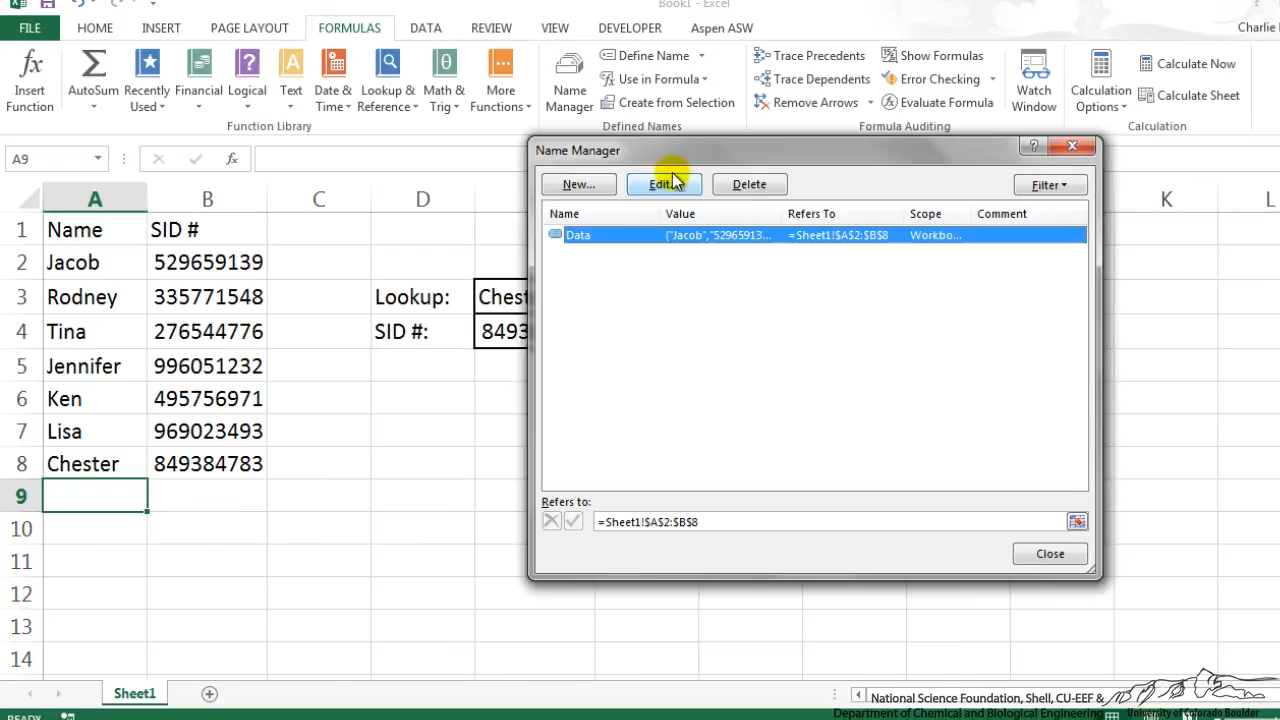 Book1 - Excel
FILE HOME INSERT PAGE LAYOUT FORMULAS DATA REVIEW VIEW DEVELOPER Aspen ASW Charlie
Insert Function
AutoSum
Recently Used
Financial
Logical
Text
Date & Time
Lookup & Reference
Math & Trig
More Functions
Function Library
Name Manager
Define Name
Use in Formula
Create from Selection
Defined Names
Trace Precedents
Trace Dependents
Remove Arrows
Show Formulas
Error Checking
Evaluate Formula
Formula Auditing
Watch Window
Calculation Options
Calculate Now
Calculate Sheet
Calculation
A9 fx
A B C D K L
1 Name SID #
2 Jacob 529659139
3 Rodney 335771548 Lookup: Chest
4 Tina 276544776 SID #: 8493
5 Jennifer 996051232
6 Ken 495756971
7 Lisa 969023493
8 Chester 849384783
9
10
11
12
13
14
Name Manager
New... Edit... Delete Filter
Name Value Refers To Scope Comment
Data {"Jacob","52965913... =Sheet1!$A$2:$B$8 Workbo...
Refers to:
=Sheet1!$A$2:$B$8
Close
Sheet1
National Science Foundation, Shell, CU-EEF &
Department of Chemical and Biological Engineering University of Colorado Boulder
READY